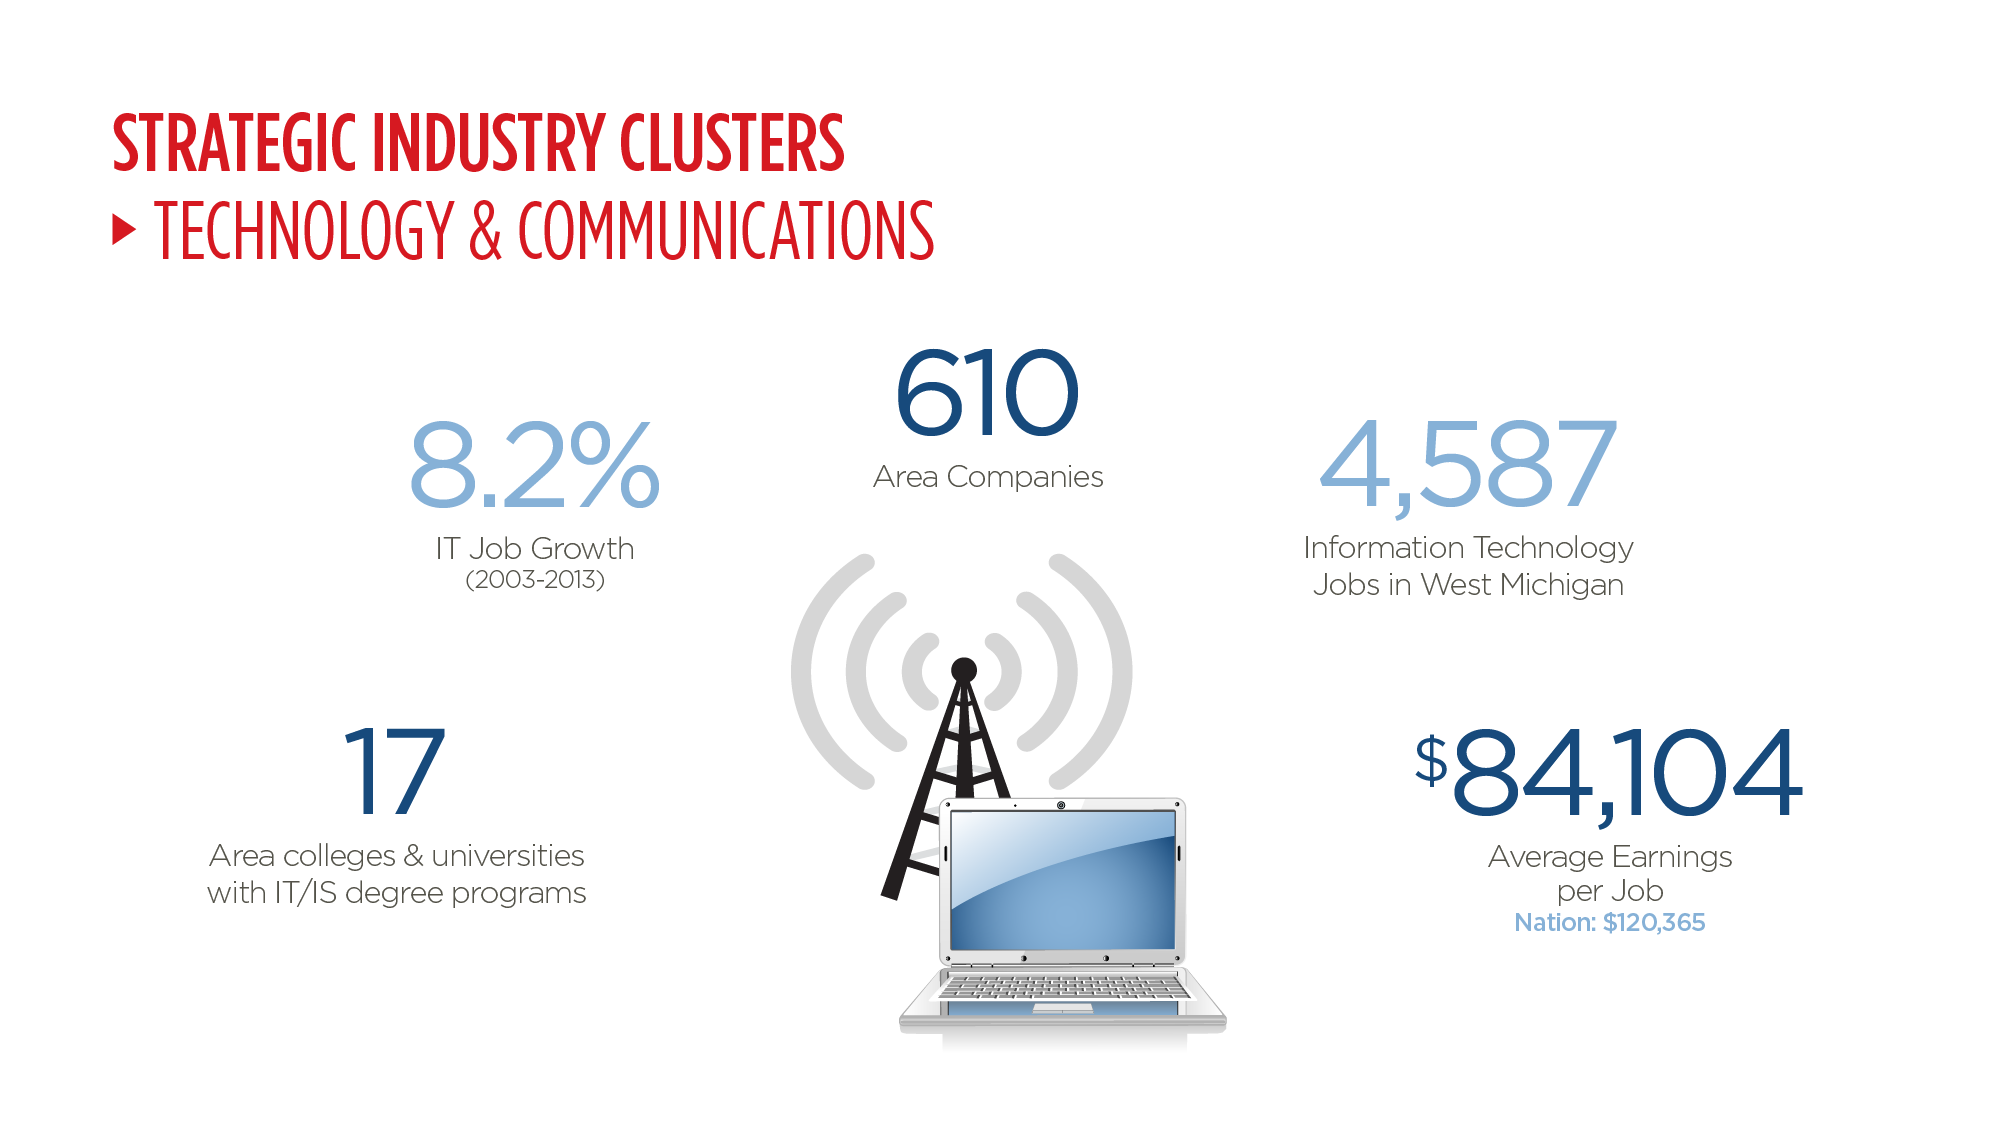 STRATEGIC INDUSTRY CLUSTERS
▸ TECHNOLOGY & COMMUNICATIONS
610
Area Companies
8.2%
IT Job Growth
(2003-2013)
4,587
Information Technology
Jobs in West Michigan
17
Area colleges & universities
with IT/IS degree programs
$84,104
Average Earnings
per Job
Nation: $120,365